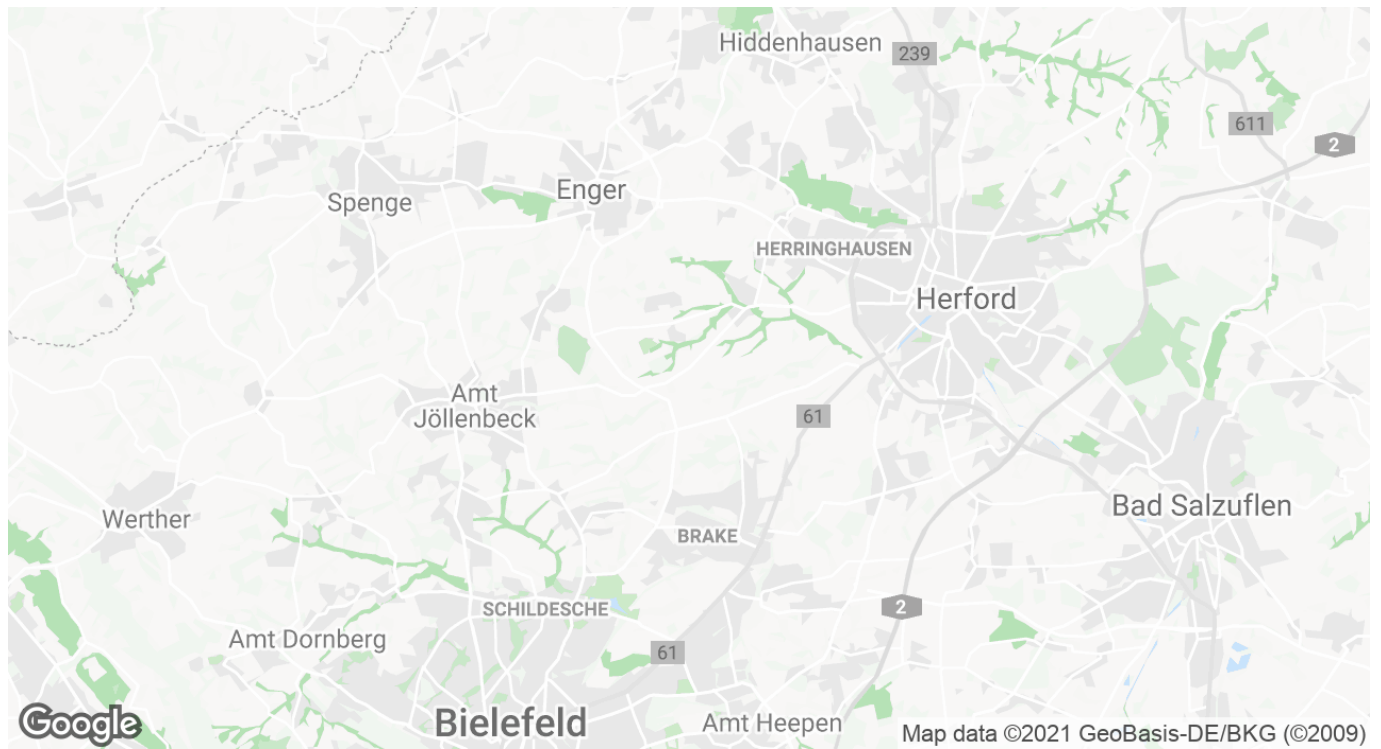 Hiddenhausen
239
611
2
Enger
Spenge
HERRINGHAUSEN
Herford
Amt
Jöllenbeck
61
Bad Salzuflen
Werther
BRAKE
SCHILDESCHE
2
Amt Dornberg
61
Bielefeld
Amt Heepen
Google
Map data ©2021 GeoBasis-DE/BKG (©2009)